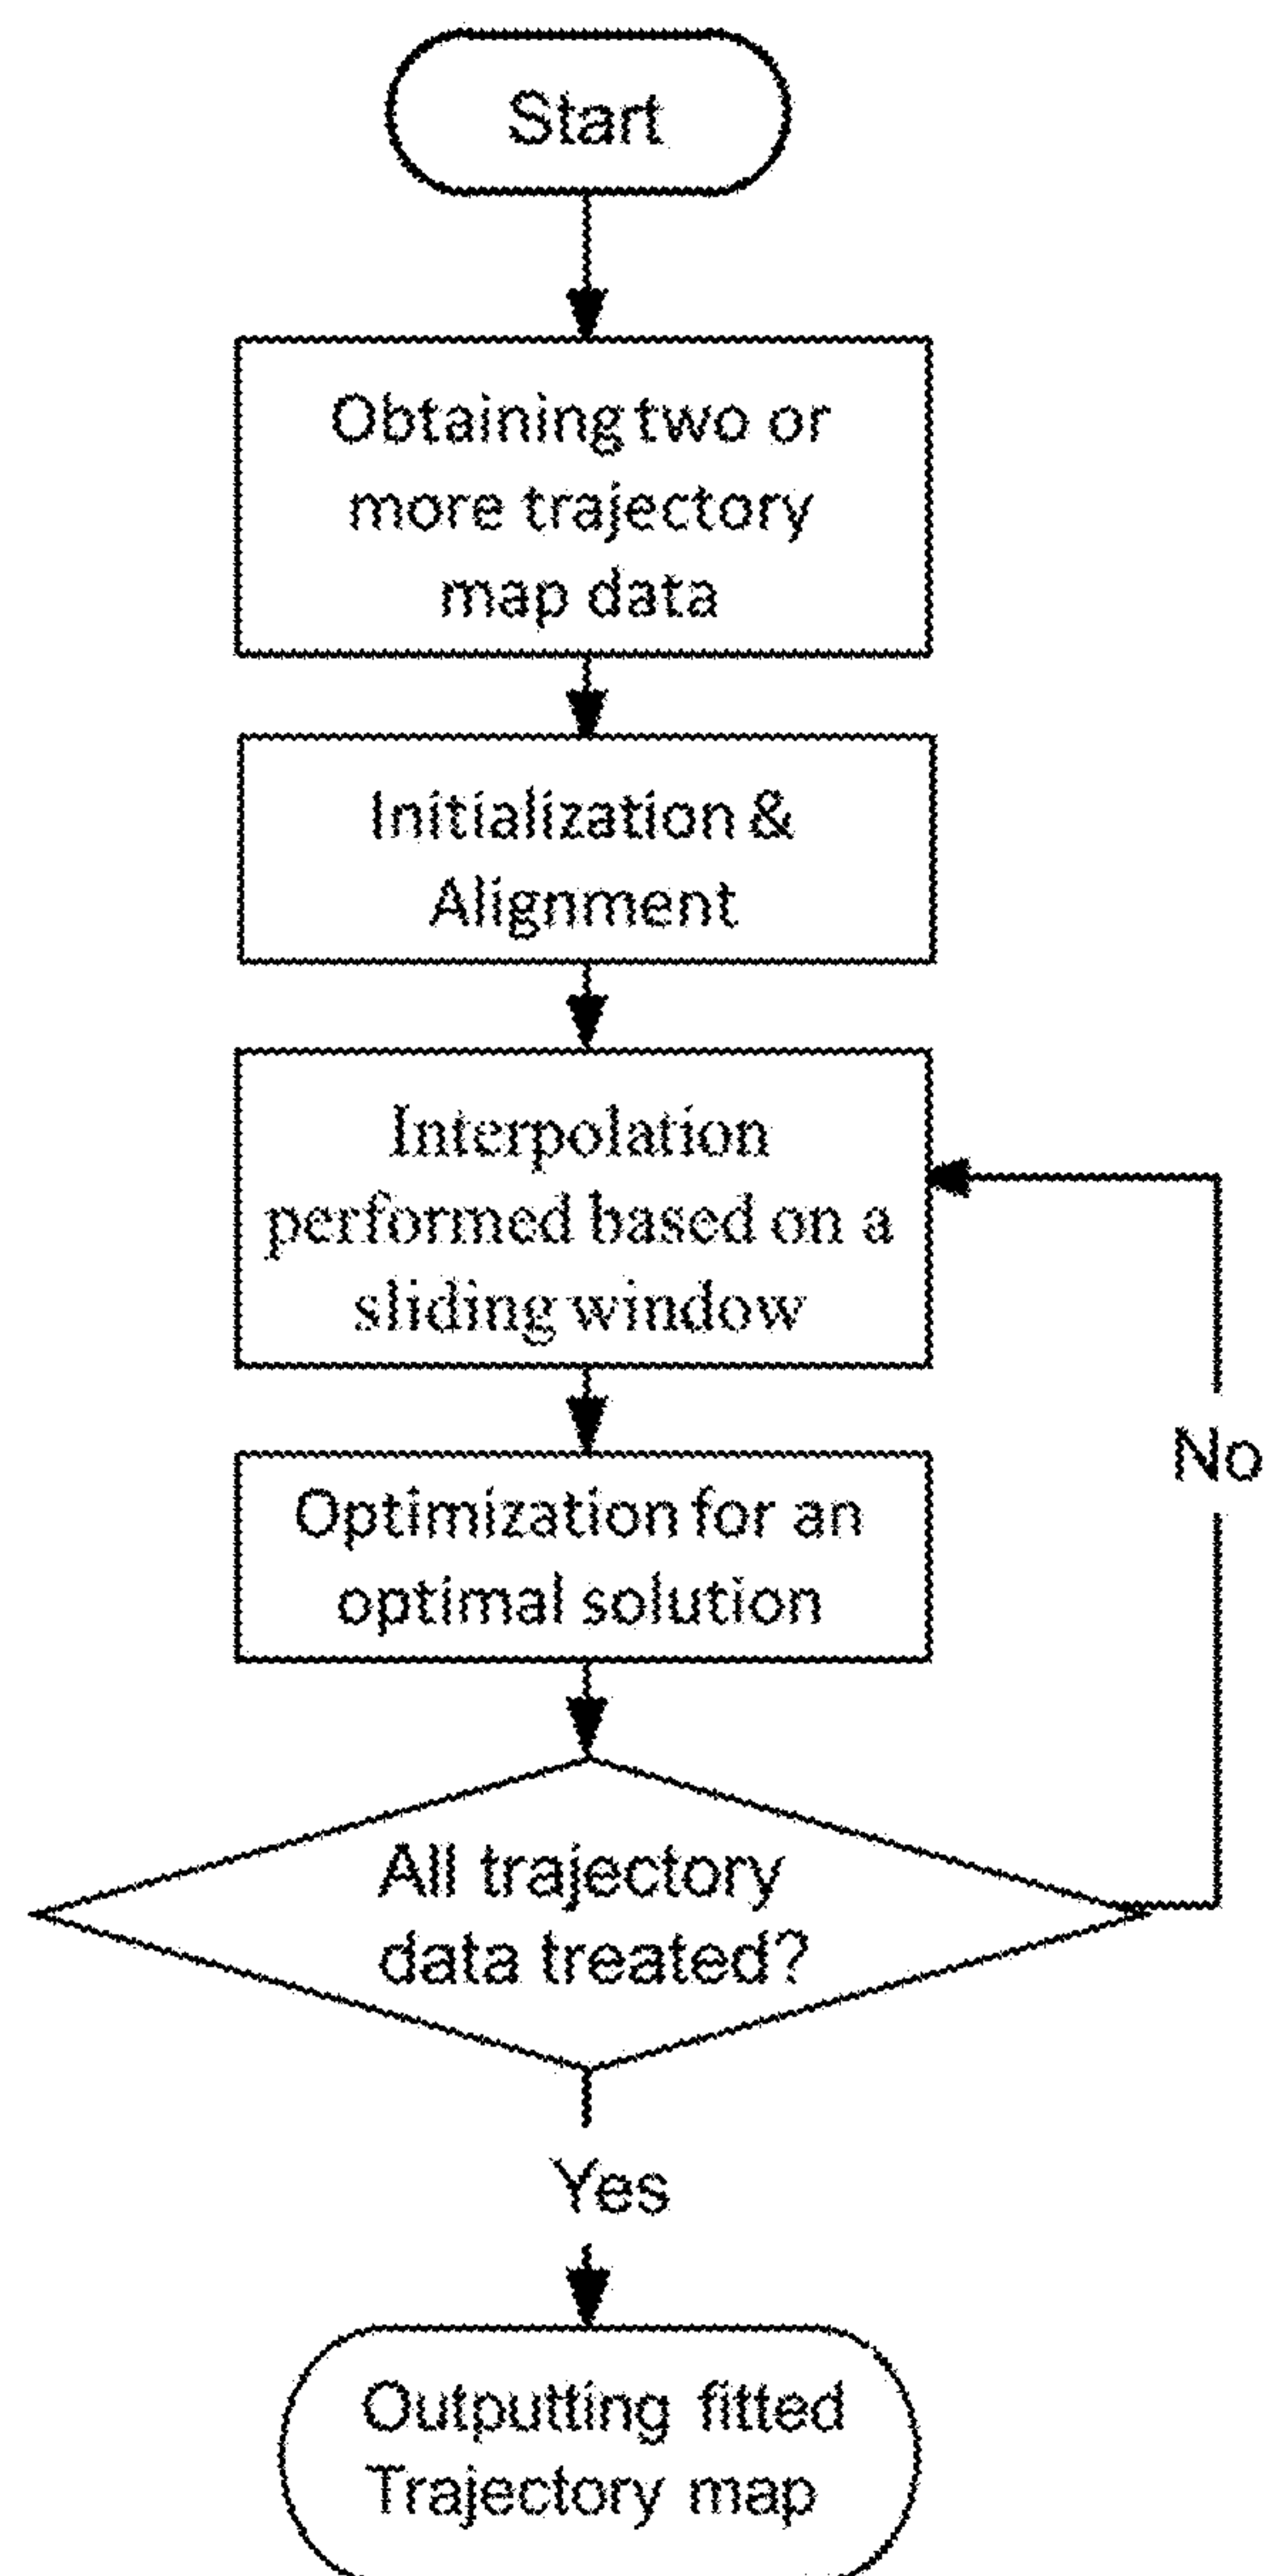 Start
Obtaining two or
more trajectory
map data
Initialization &
Alignment
Interpolation
performed based on a
sliding window
No
Optimization for an
optimal solution
All trajectory
data treated?
Yes
Outputting fitted
Trajectory map